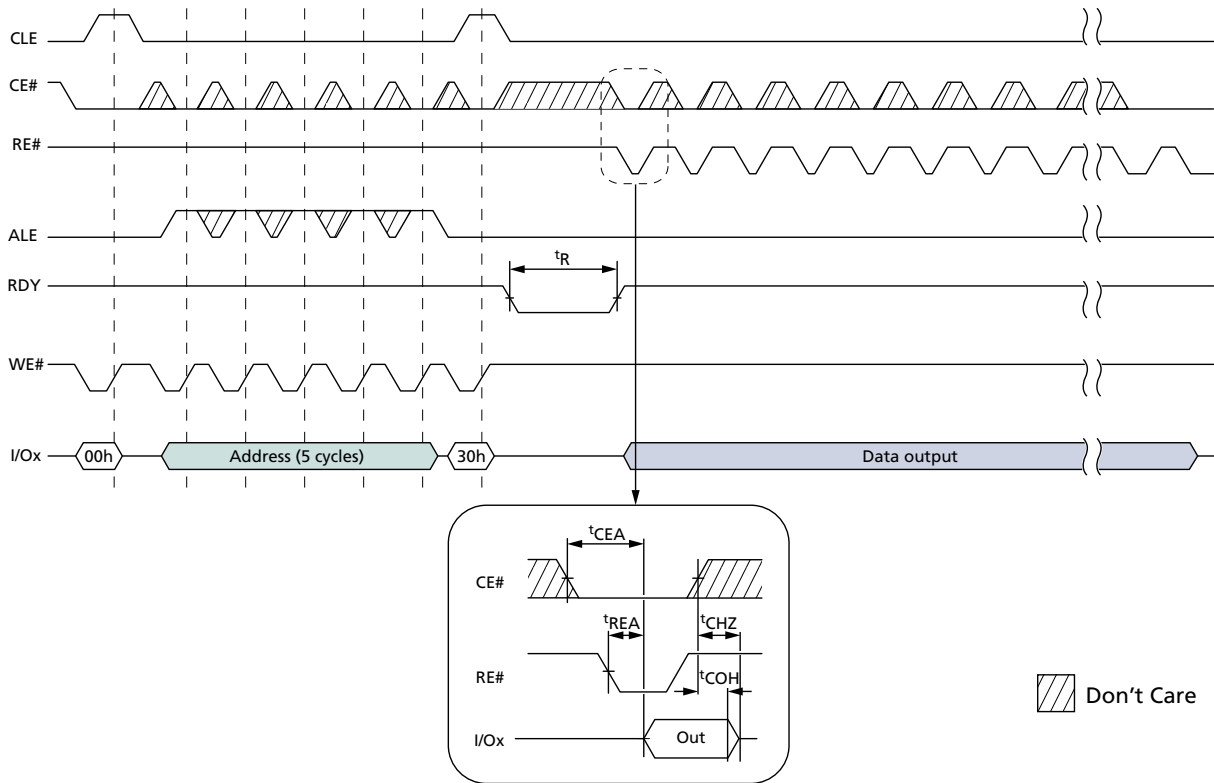 CLE
CE#
RE#
ALE
tR
RDY
WE#
I/Ox 00h Address (5 cycles) 30h Data output
tCEA
CE#
tREA tCHZ
RE# tCOH
I/Ox Out
Don't Care